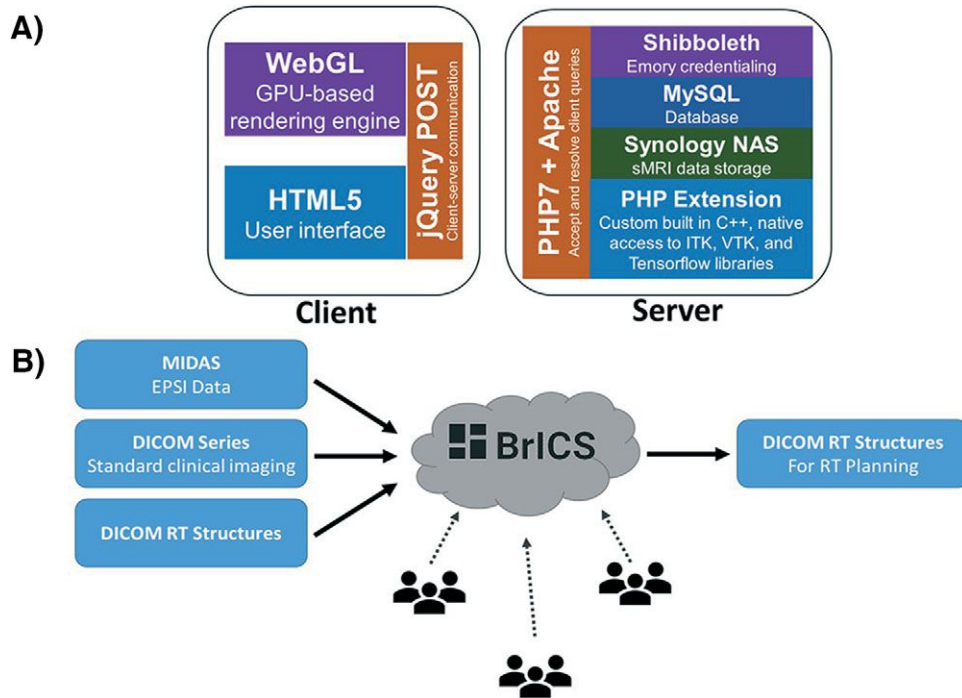 A)
WebGL
GPU-based
rendering engine
HTML5
User interface
jQuery POST
Client-server communication
Client
PHP7 + Apache
Accept and resolve client queries
Shibboleth
Emory credentialing
MySQL
Database
Synology NAS
sMRI data storage
PHP Extension
Custom built in C++, native
access to ITK, VTK, and
Tensorflow libraries
Server
B)
MIDAS
EPSI Data
DICOM Series
Standard clinical imaging
DICOM RT Structures
BrICS
DICOM RT Structures
For RT Planning